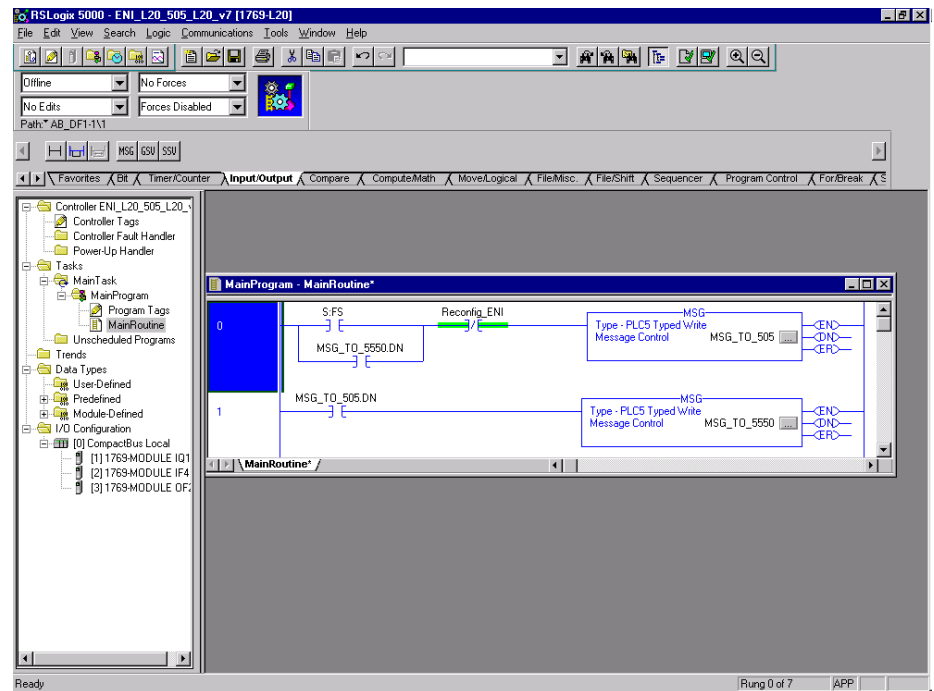 RSLogix 5000 - ENI_L20_505_L20_v7 [1769-L20]
File Edit View Search Logic Communications Tools Window Help
Offline No Forces
No Edits Forces Disabled
Path:* AB_DF1-1\1
MSG GSV SSV
Favorites Bit Timer/Counter Input/Output Compare Compute/Math Move/Logical File/Misc. File/Shift Sequencer Program Control For/Break S
Controller ENI_L20_505_L20_
Controller Tags
Controller Fault Handler
Power-Up Handler
Tasks
MainTask
MainProgram
Program Tags
MainRoutine
Unscheduled Programs
Trends
Data Types
User-Defined
Predefined
Module-Defined
I/O Configuration
[0] CompactBus Local
[1] 1769-MODULE IQ1
[2] 1769-MODULE IF4
[3] 1769-MODULE OF2
MainProgram - MainRoutine*
0
S:FS
Reconfig_ENI
MSG_TO_5550.DN
MSG
Type - PLC5 Typed Write
Message Control MSG_TO_505 ...
EN
DN
ER
1
MSG_TO_505.DN
MSG
Type - PLC5 Typed Write
Message Control MSG_TO_5550 ...
EN
DN
ER
MainRoutine*
Ready Rung 0 of 7 APP